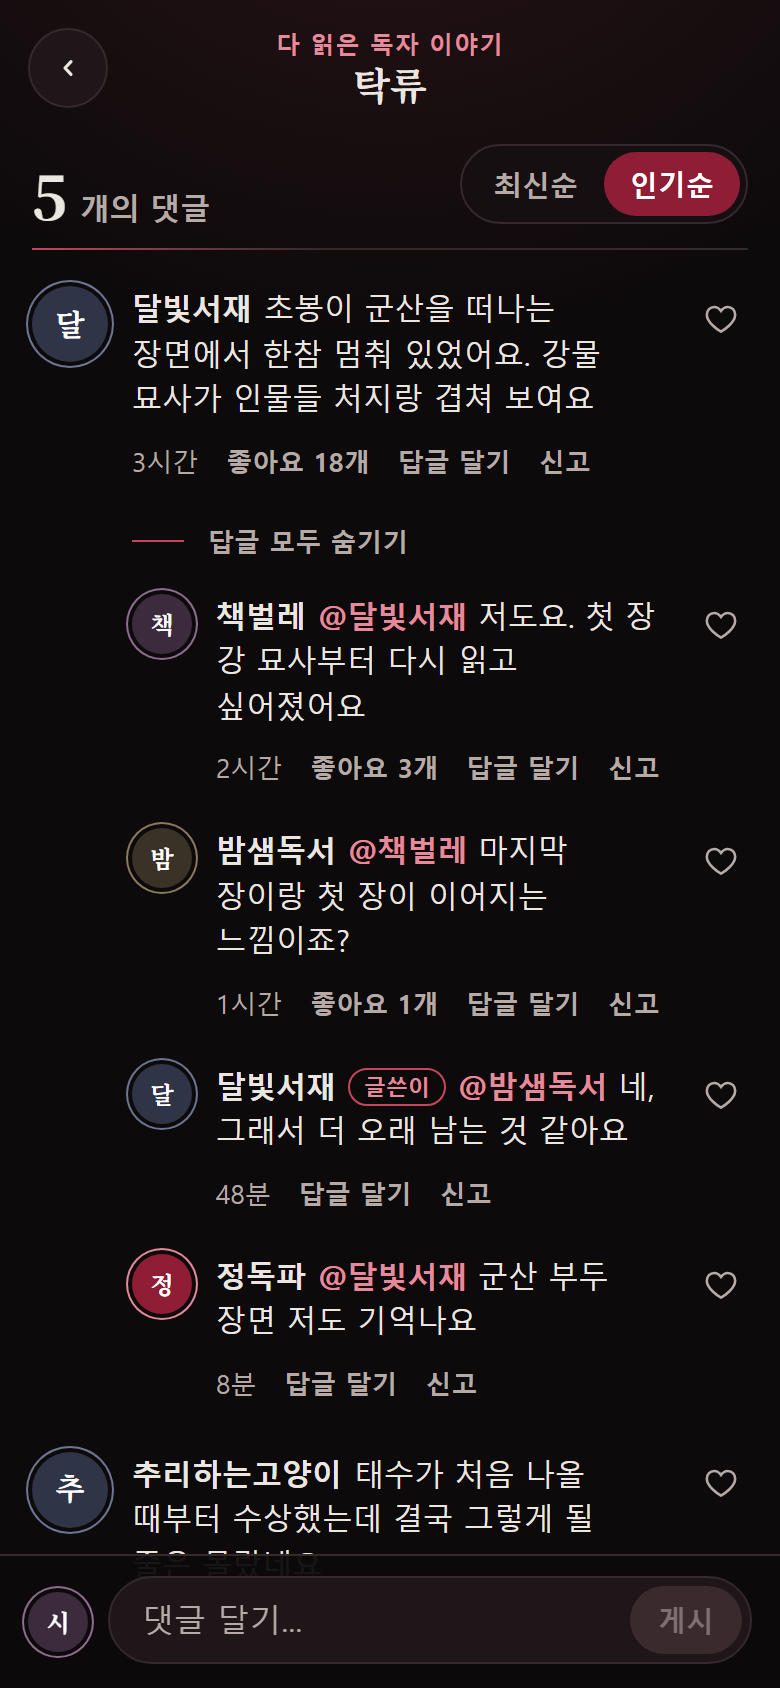 다 읽은 독자 이야기
탁류
5 개의 댓글
최신순 인기순
달 달빛서재 초봉이 군산을 떠나는
장면에서 한참 멈춰 있었어요. 강물
묘사가 인물들 처지랑 겹쳐 보여요
3시간 좋아요 18개 답글 달기 신고
답글 모두 숨기기
책 책벌레 @달빛서재 저도요. 첫 장
강 묘사부터 다시 읽고
싶어졌어요
2시간 좋아요 3개 답글 달기 신고
밤 밤샘독서 @책벌레 마지막
장이랑 첫 장이 이어지는
느낌이죠?
1시간 좋아요 1개 답글 달기 신고
달 달빛서재 글쓴이 @밤샘독서 네,
그래서 더 오래 남는 것 같아요
48분 답글 달기 신고
정 정독파 @달빛서재 군산 부두
장면 저도 기억나요
8분 답글 달기 신고
추 추리하는고양이 태수가 처음 나올
때부터 수상했는데 결국 그렇게 될
줄은 몰랐네요
시 댓글 달기... 게시